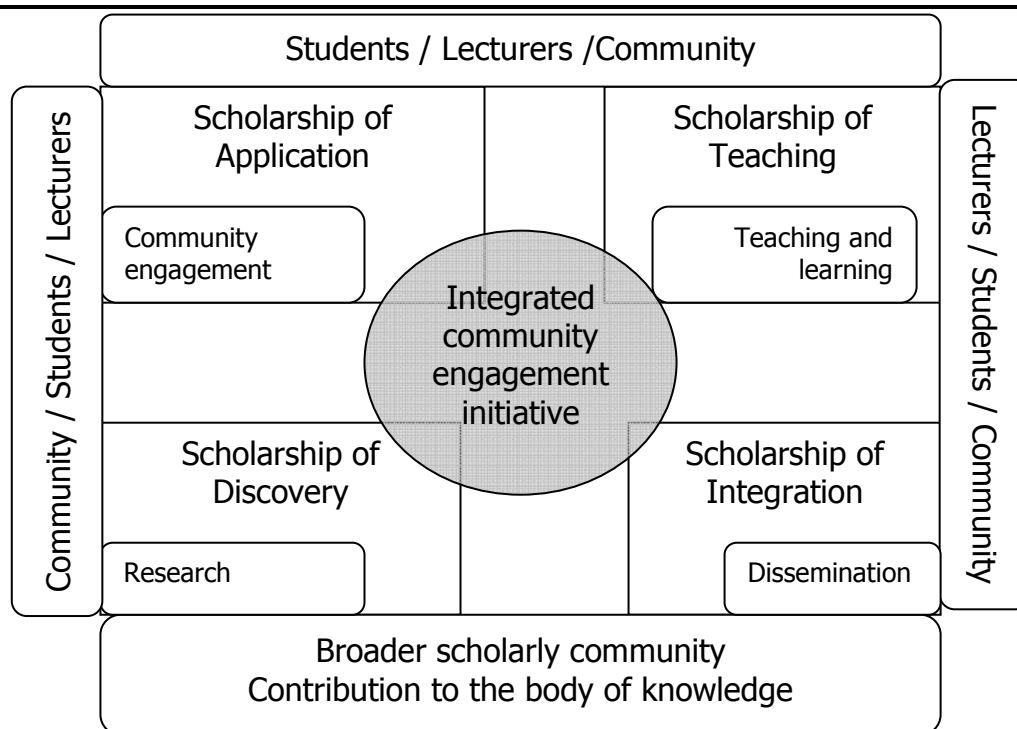 Students / Lecturers /Community
Community / Students / Lecturers
Scholarship of
Application
Community
engagement
Scholarship of
Teaching
Teaching and
learning
Lecturers / Students / Community
Integrated
community
engagement
initiative
Scholarship of
Discovery
Research
Scholarship of
Integration
Dissemination
Broader scholarly community
Contribution to the body of knowledge